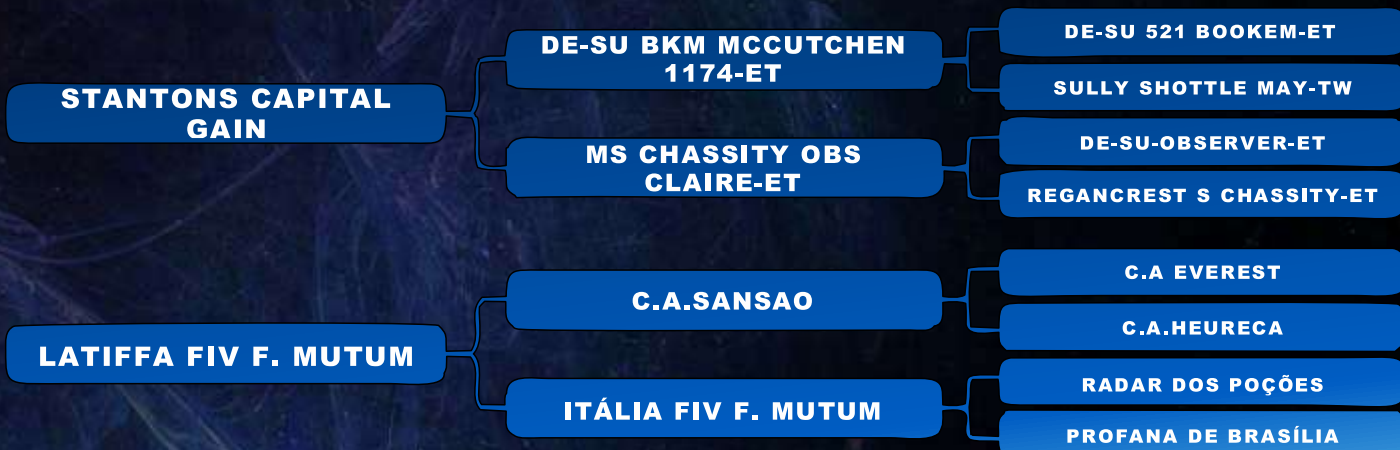 STANTONS CAPITAL
GAIN
DE-SU BKM MCCUTCHEN
1174-ET
DE-SU 521 BOOKEM-ET
SULLY SHOTTLE MAY-TW
MS CHASSITY OBS
CLAIRE-ET
DE-SU-OBSERVER-ET
REGANCREST S CHASSITY-ET
LATIFFA FIV F. MUTUM
C.A.SANSAO
C.A EVEREST
C.A.HEURECA
ITÁLIA FIV F. MUTUM
RADAR DOS POÇÕES
PROFANA DE BRASÍLIA